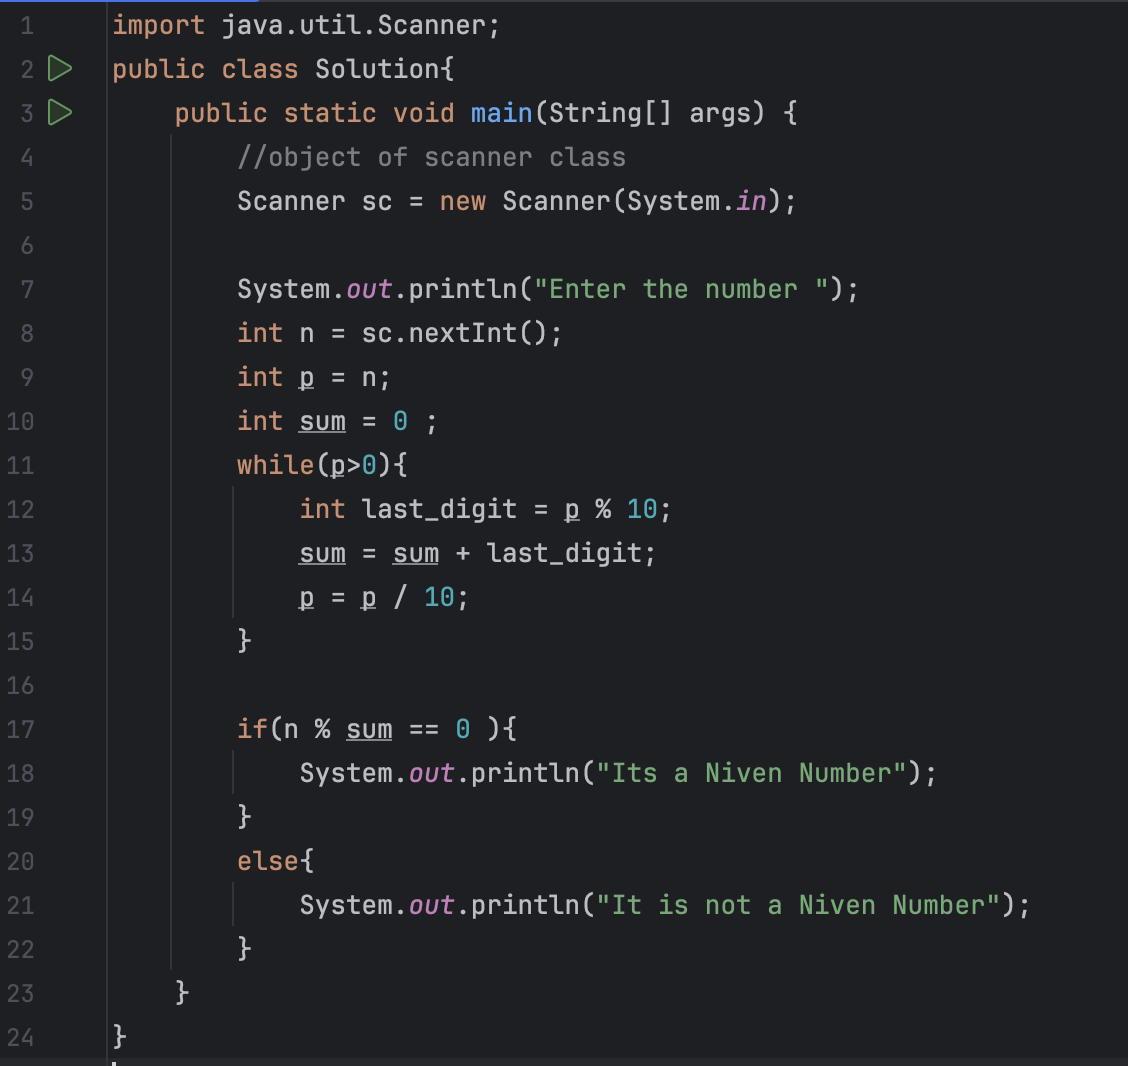 1 import java.util.Scanner;
2 public class Solution{
3     public static void main(String[] args) {
4         //object of scanner class
5         Scanner sc = new Scanner(System.in);
6
7         System.out.println("Enter the number ");
8         int n = sc.nextInt();
9         int p = n;
10         int sum = 0 ;
11         while(p>0){
12             int last_digit = p % 10;
13             sum = sum + last_digit;
14             p = p / 10;
15         }
16
17         if(n % sum == 0 ){
18             System.out.println("Its a Niven Number");
19         }
20         else{
21             System.out.println("It is not a Niven Number");
22         }
23     }
24 }